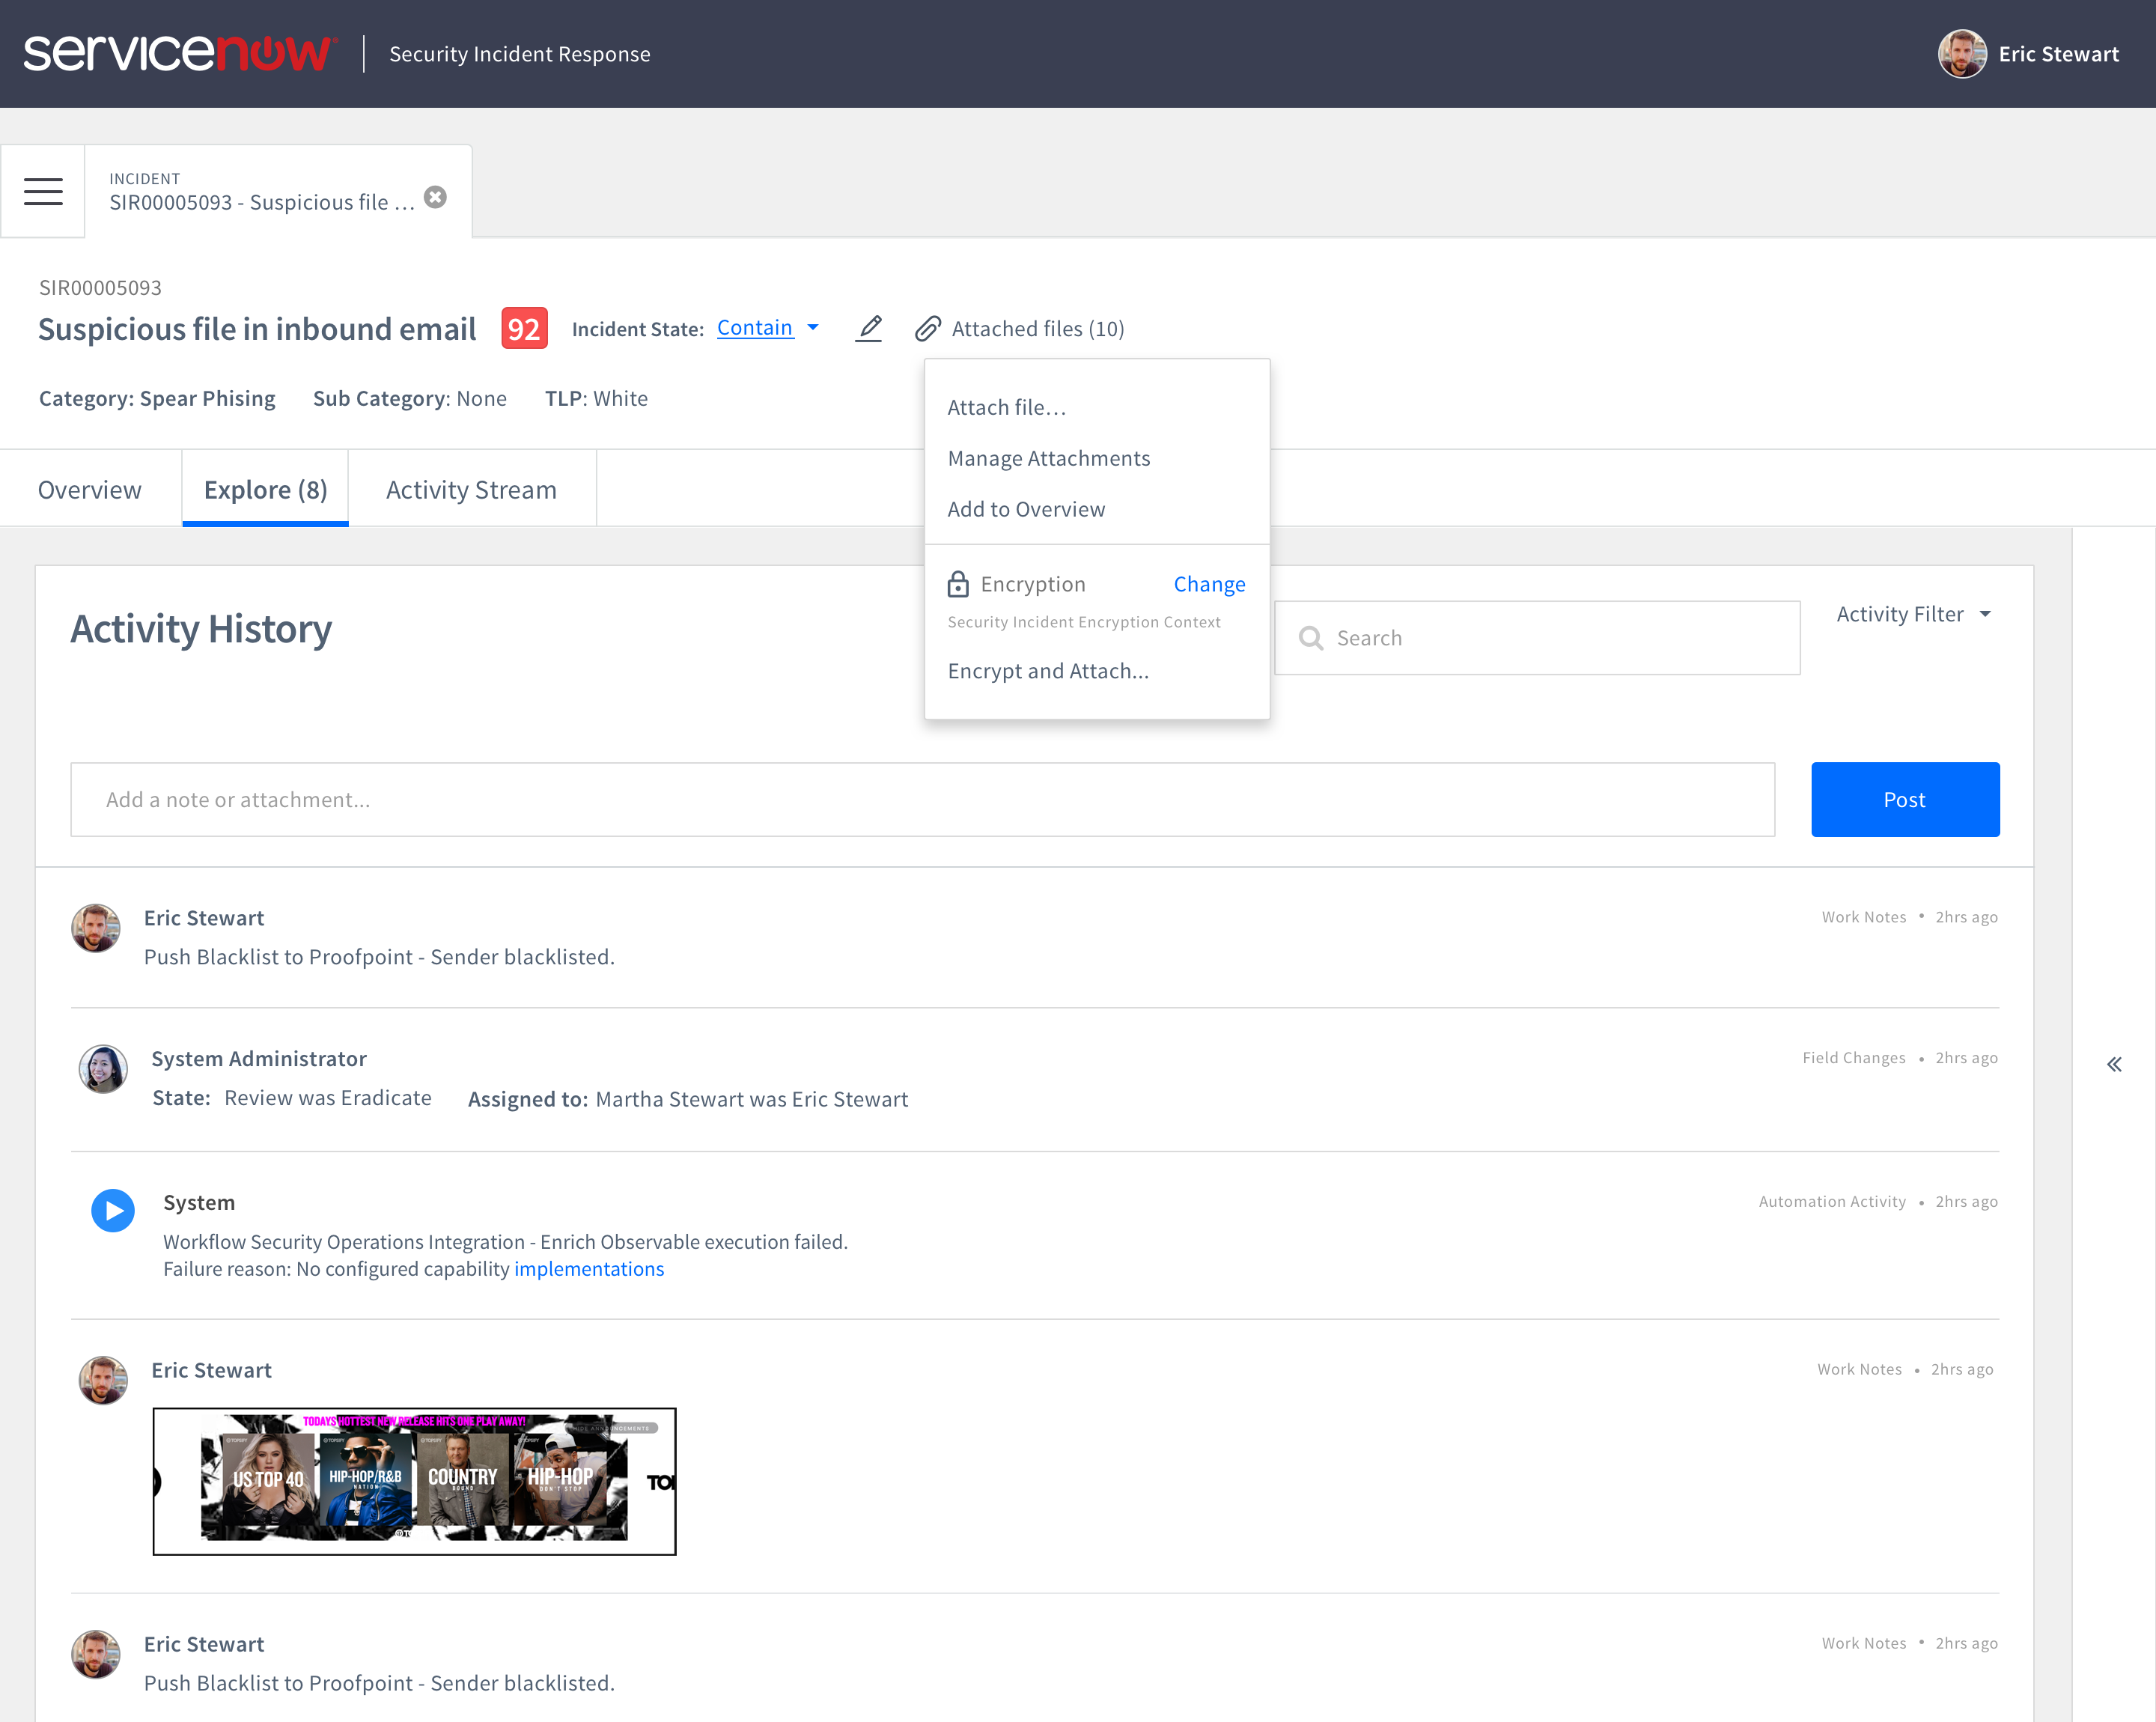 servicenow
Security Incident Response
Eric Stewart
INCIDENT
SIR00005093 - Suspicious file ...
SIR00005093
Suspicious file in inbound email
92
Incident State: Contain
Attached files (10)
Category: Spear Phising
Sub Category: None
TLP: White
Attach file...
Manage Attachments
Add to Overview
Encryption
Change
Security Incident Encryption Context
Encrypt and Attach...
Overview
Explore (8)
Activity Stream
Activity History
Search
Activity Filter
Add a note or attachment...
Post
Eric Stewart
Work Notes • 2hrs ago
Push Blacklist to Proofpoint - Sender blacklisted.
System Administrator
Field Changes • 2hrs ago
State: Review was Eradicate
Assigned to: Martha Stewart was Eric Stewart
System
Automation Activity • 2hrs ago
Workflow Security Operations Integration - Enrich Observable execution failed.
Failure reason: No configured capability implementations
Eric Stewart
Work Notes • 2hrs ago
TODAYS HOTTEST NEW RELEASE HITS ONE PLAY AWAY!
US TOP 40
HIP-HOP/R&B
NATION
COUNTRY
HIP-HOP
DON'T STOP
Eric Stewart
Work Notes • 2hrs ago
Push Blacklist to Proofpoint - Sender blacklisted.